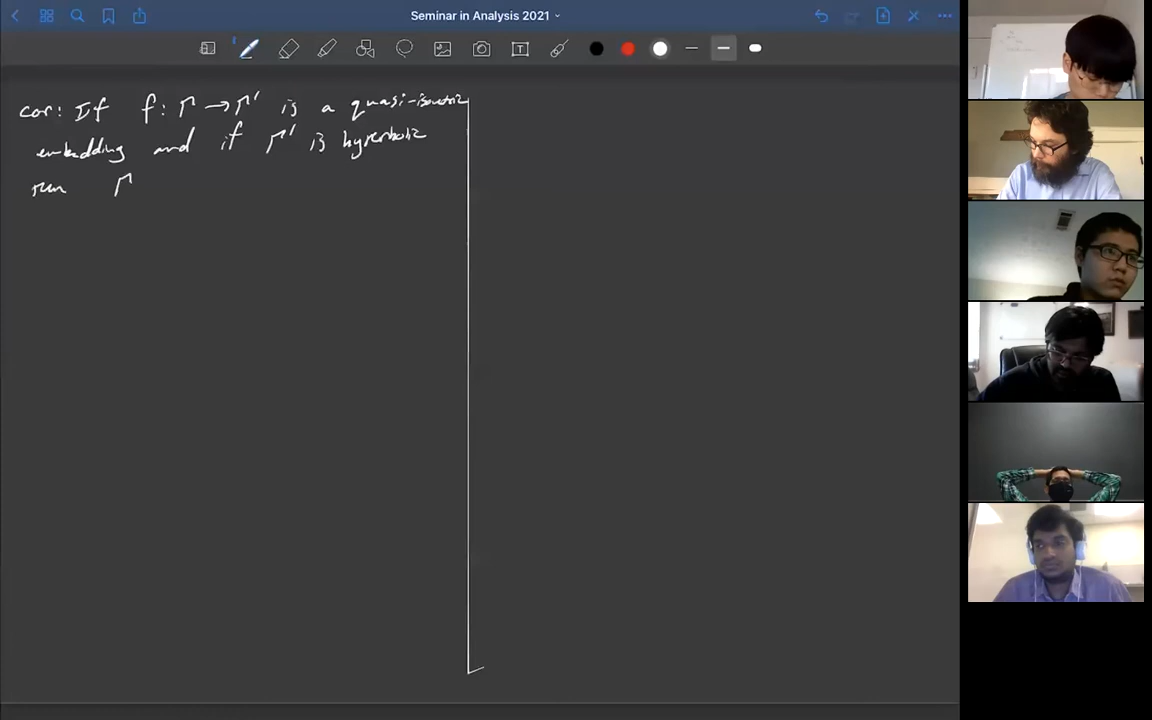 Seminar in Analysis 2021
cor: If f: Γ → Γ' is a quasi-isometric
embedding and if Γ' is hyperbolic
then Γ